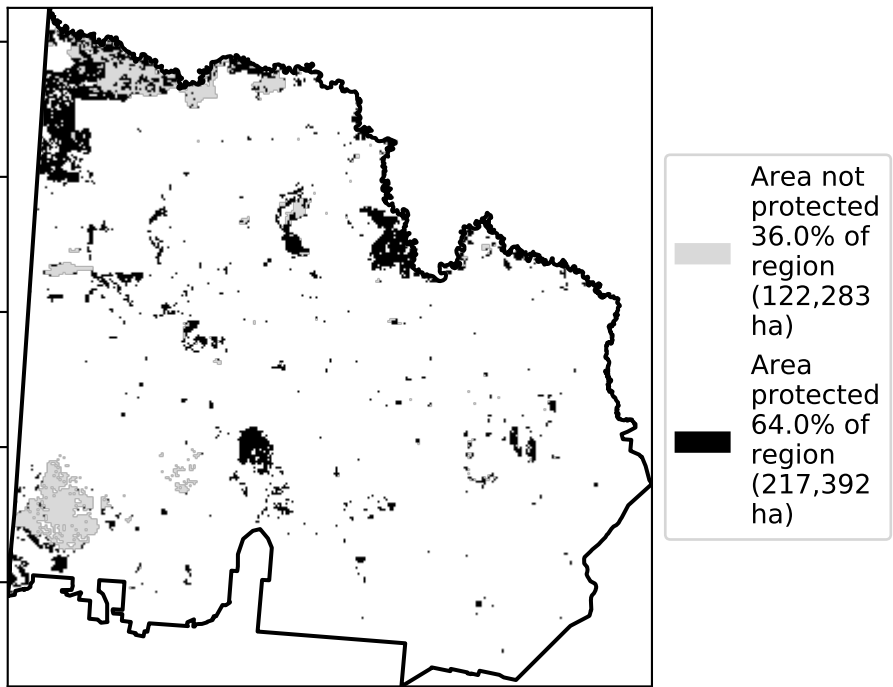 Area not
protected
36.0% of
region
(122,283
ha)
Area
protected
64.0% of
region
(217,392
ha)